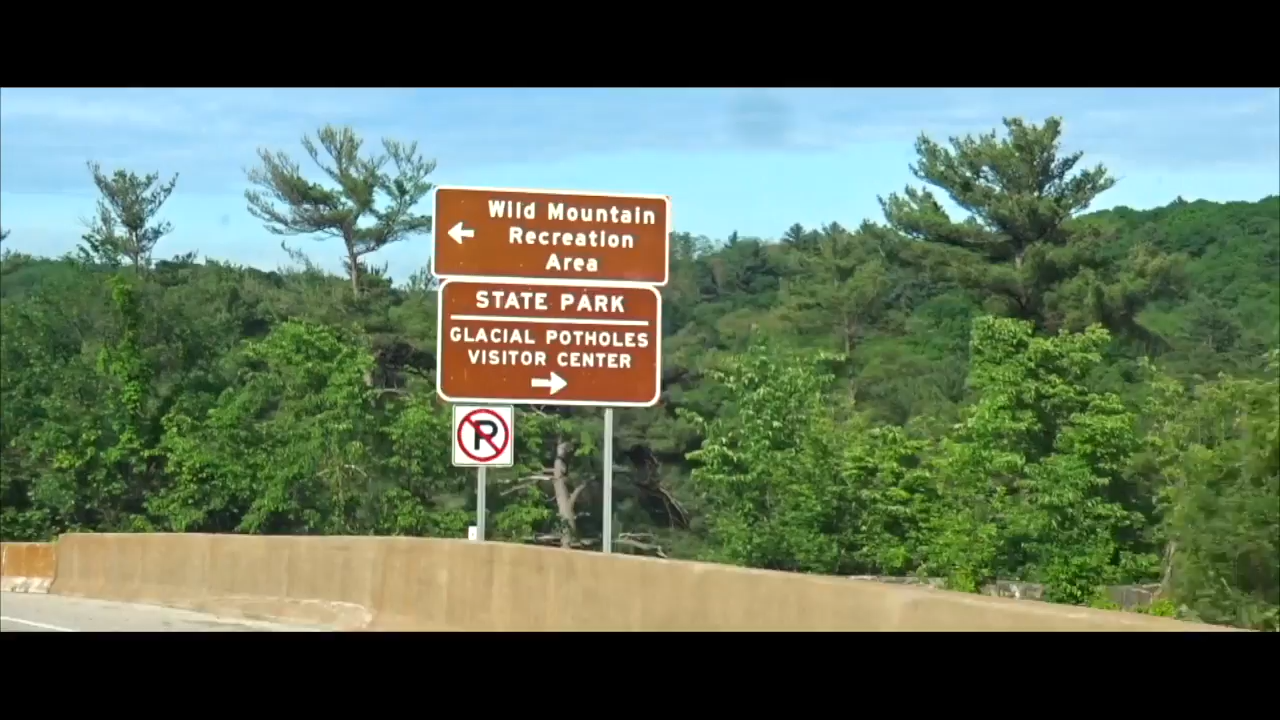 Wild Mountain
Recreation
Area
STATE PARK
GLACIAL POTHOLES
VISITOR CENTER
P